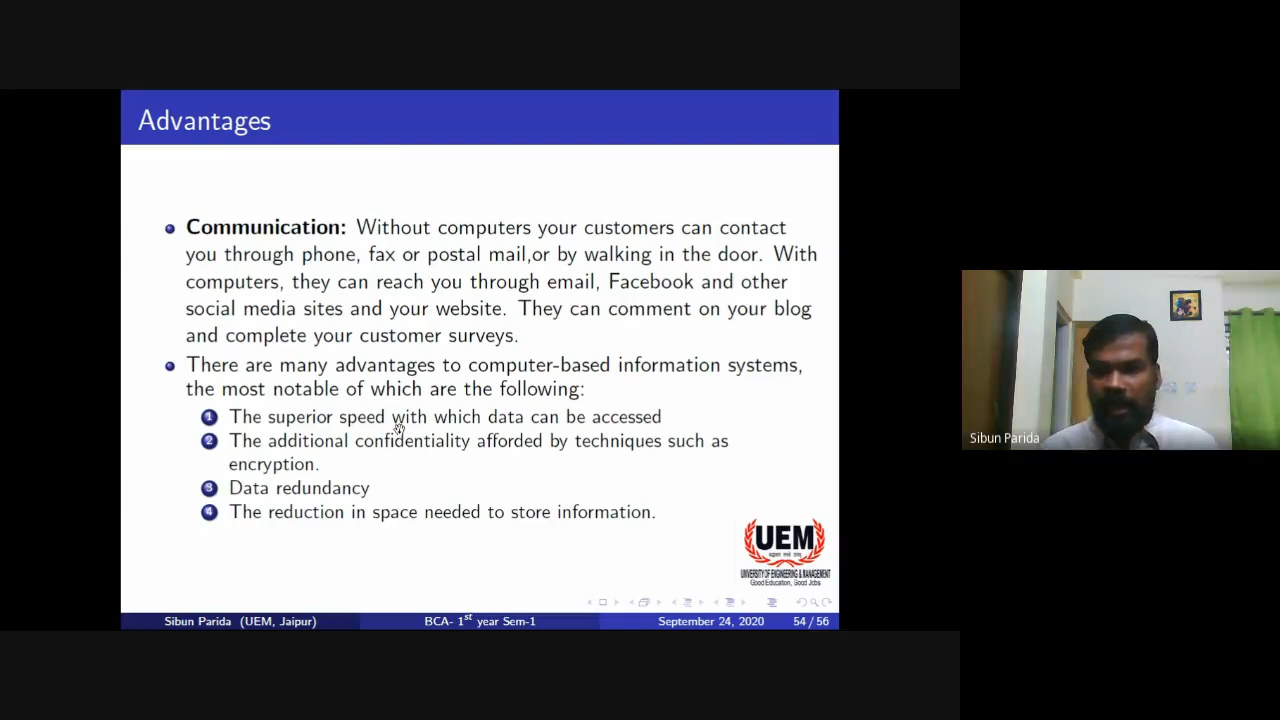 Advantages
Communication: Without computers your customers can contact
you through phone, fax or postal mail,or by walking in the door. With
computers, they can reach you through email, Facebook and other
social media sites and your website. They can comment on your blog
and complete your customer surveys.
There are many advantages to computer-based information systems,
the most notable of which are the following:
1 The superior speed with which data can be accessed
2 The additional confidentiality afforded by techniques such as
encryption.
3 Data redundancy
4 The reduction in space needed to store information.
UEM
UNIVERSITY OF ENGINEERING & MANAGEMENT
Good Education, Good Jobs
Sibun Parida (UEM, Jaipur) BCA- 1st year Sem-1 September 24, 2020 54 / 56
Sibun Parida